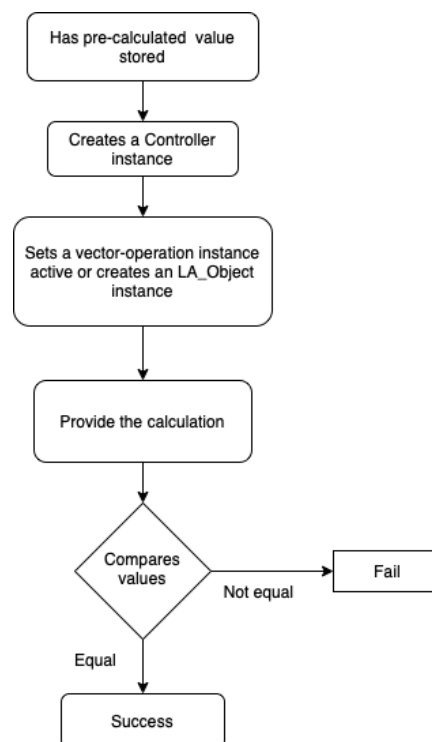 Has pre-calculated value
stored
Creates a Controller
instance
Sets a vector-operation instance
active or creates an LA_Object
instance
Provide the calculation
Compares
values
Fail
Not equal
Equal
Success